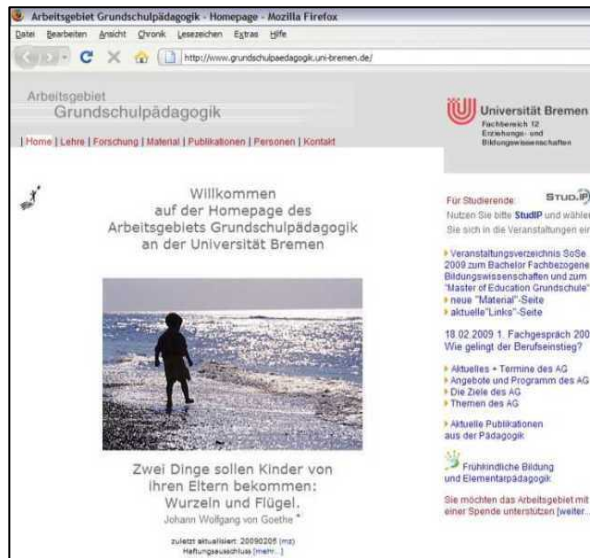 Arbeitsgebiet Grundschulpädagogik - Homepage - Mozilla Firefox
Datei Bearbeiten Ansicht Chronik Lesezeichen Extras Hilfe
http://www.grundschulpaedagogik.uni-bremen.de/
Arbeitsgebiet
Grundschulpädagogik
| Home | Lehre | Forschung | Material | Publikationen | Personen | Kontakt
Universität Bremen
Fachbereich 12
Erziehungs- und
Bildungswissenschaften
Willkommen
auf der Homepage des
Arbeitsgebiets Grundschulpädagogik
an der Universität Bremen
Zwei Dinge sollen Kinder von
ihren Eltern bekommen:
Wurzeln und Flügel.
Johann Wolfgang von Goethe *
zuletzt aktualisiert: 20090205 (mz)
Haftungsausschluss [mehr...]
Für Studierende: STUD.IP
Nutzen Sie bitte StudIP und wählen
Sie sich in die Veranstaltungen ein
Veranstaltungsverzeichnis SoSe
2009 zum Bachelor Fachbezogene
Bildungswissenschaften und zum
"Master of Education Grundschule"
neue "Material"-Seite
aktuelle"Links"-Seite
18.02.2009 1. Fachgespräch 200
Wie gelingt der Berufseinstieg?
Aktuelles + Termine des AG
Angebote und Programm des AG
Die Ziele des AG
Themen des AG
Aktuelle Publikationen
aus der Pädagogik
Frühkindliche Bildung
und Elementarpädagogik
Sie möchten das Arbeitsgebiet mit
einer Spende unterstützen [weiter...